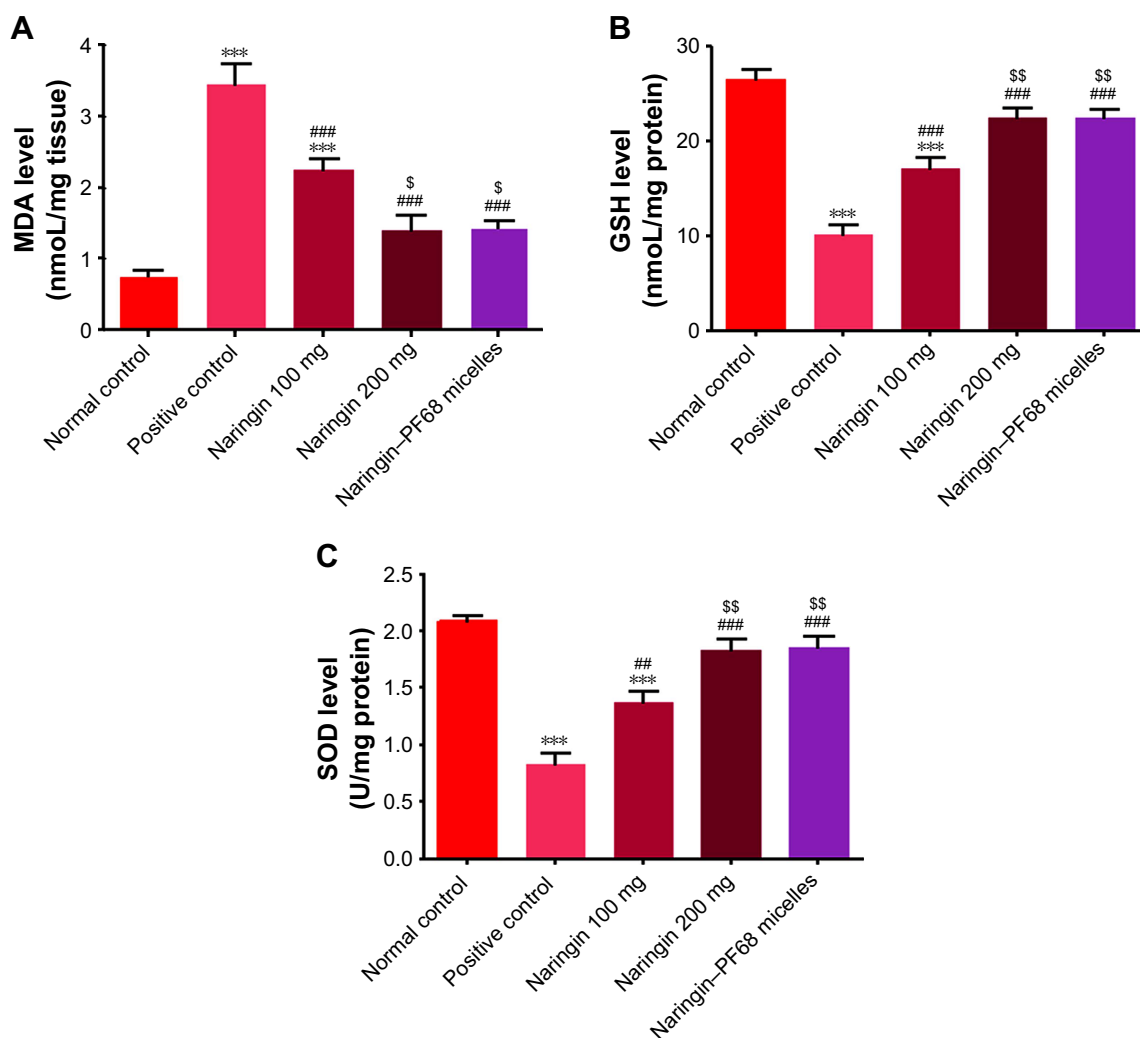 A
MDA level
(nmoL/mg tissue)
4
3
2
1
0
***
###
***
$
###
$
###
Normal control
Positive control
Naringin 100 mg
Naringin 200 mg
Naringin–PF68 micelles
B
GSH level
(nmoL/mg protein)
30
20
10
0
***
###
***
$$
###
$$
###
Normal control
Positive control
Naringin 100 mg
Naringin 200 mg
Naringin–PF68 micelles
C
SOD level
(U/mg protein)
2.5
2.0
1.5
1.0
0.5
0.0
***
##
***
$$
###
$$
###
Normal control
Positive control
Naringin 100 mg
Naringin 200 mg
Naringin–PF68 micelles